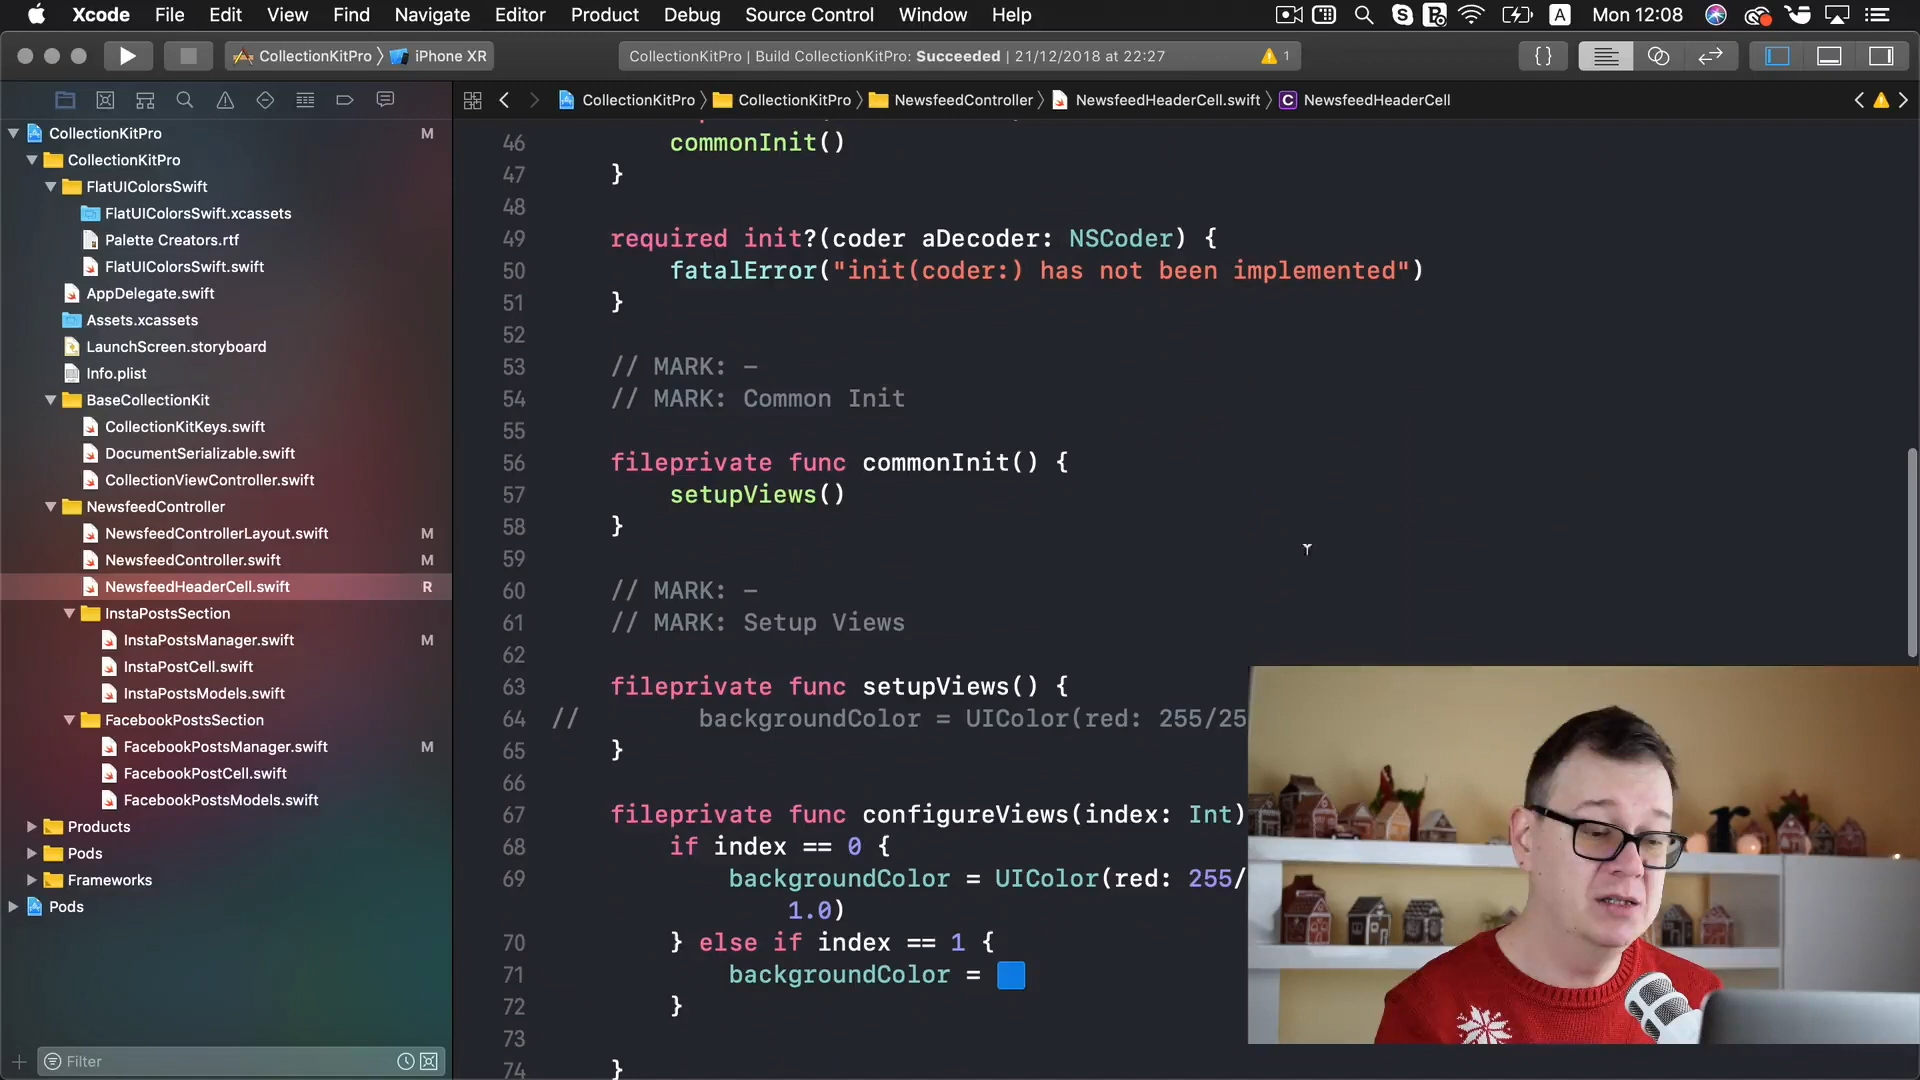 Xcode File Edit View Find Navigate Editor Product Debug Source Control Window Help A Mon 12:08
CollectionKitPro iPhone XR CollectionKitPro | Build CollectionKitPro: Succeeded | 21/12/2018 at 22:27 1 {}
CollectionKitPro CollectionKitPro NewsfeedController NewsfeedHeaderCell.swift C NewsfeedHeaderCell
CollectionKitPro M
CollectionKitPro
FlatUIColorsSwift
FlatUIColorsSwift.xcassets
Palette Creators.rtf
FlatUIColorsSwift.swift
AppDelegate.swift
Assets.xcassets
LaunchScreen.storyboard
Info.plist
BaseCollectionKit
CollectionKitKeys.swift
DocumentSerializable.swift
CollectionViewController.swift
NewsfeedController
NewsfeedControllerLayout.swift M
NewsfeedController.swift M
NewsfeedHeaderCell.swift R
InstaPostsSection
InstaPostsManager.swift M
InstaPostCell.swift
InstaPostsModels.swift
FacebookPostsSection
FacebookPostsManager.swift M
FacebookPostCell.swift
FacebookPostsModels.swift
Products
Pods
Frameworks
Pods
Filter
46 commonInit()
47 }
48
49 required init?(coder aDecoder: NSCoder) {
50 fatalError("init(coder:) has not been implemented")
51 }
52
53 // MARK: -
54 // MARK: Common Init
55
56 fileprivate func commonInit() {
57 setupViews()
58 }
59
60 // MARK: -
61 // MARK: Setup Views
62
63 fileprivate func setupViews() {
64 // backgroundColor = UIColor(red: 255/25
65 }
66
67 fileprivate func configureViews(index: Int)
68 if index == 0 {
69 backgroundColor = UIColor(red: 255/
1.0)
70 } else if index == 1 {
71 backgroundColor =
72 }
73
74 }